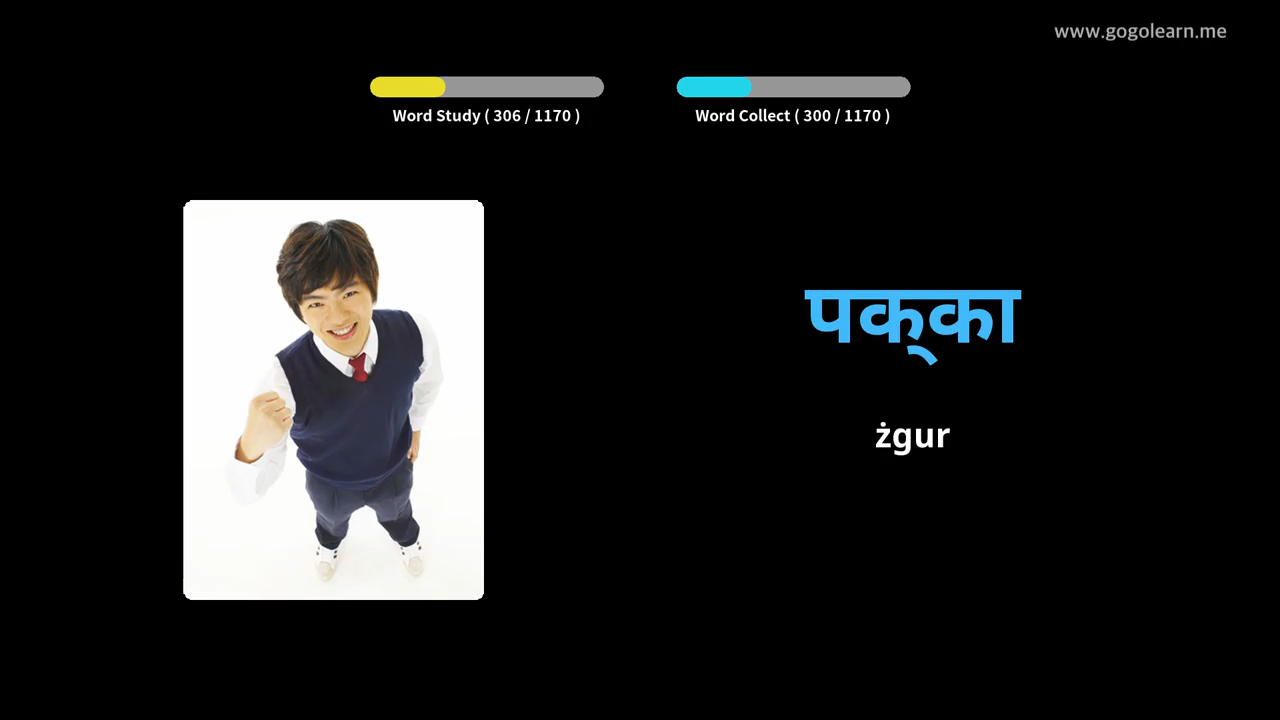 www.gogolearn.me
Word Study ( 306 / 1170 )
Word Collect ( 300 / 1170 )
पक्‌का
żgur